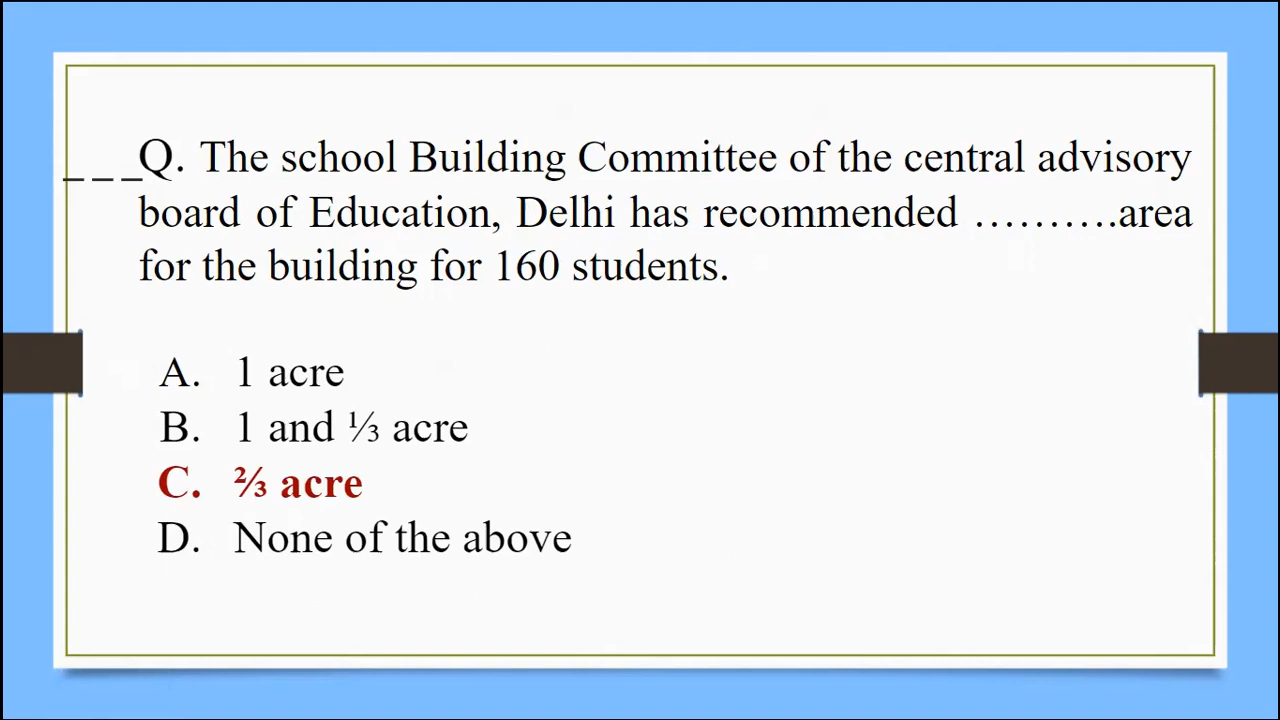 _ _ _Q. The school Building Committee of the central advisory
board of Education, Delhi has recommended ……….area
for the building for 160 students.
A. 1 acre
B. 1 and ⅓ acre
C. ⅔ acre
D. None of the above